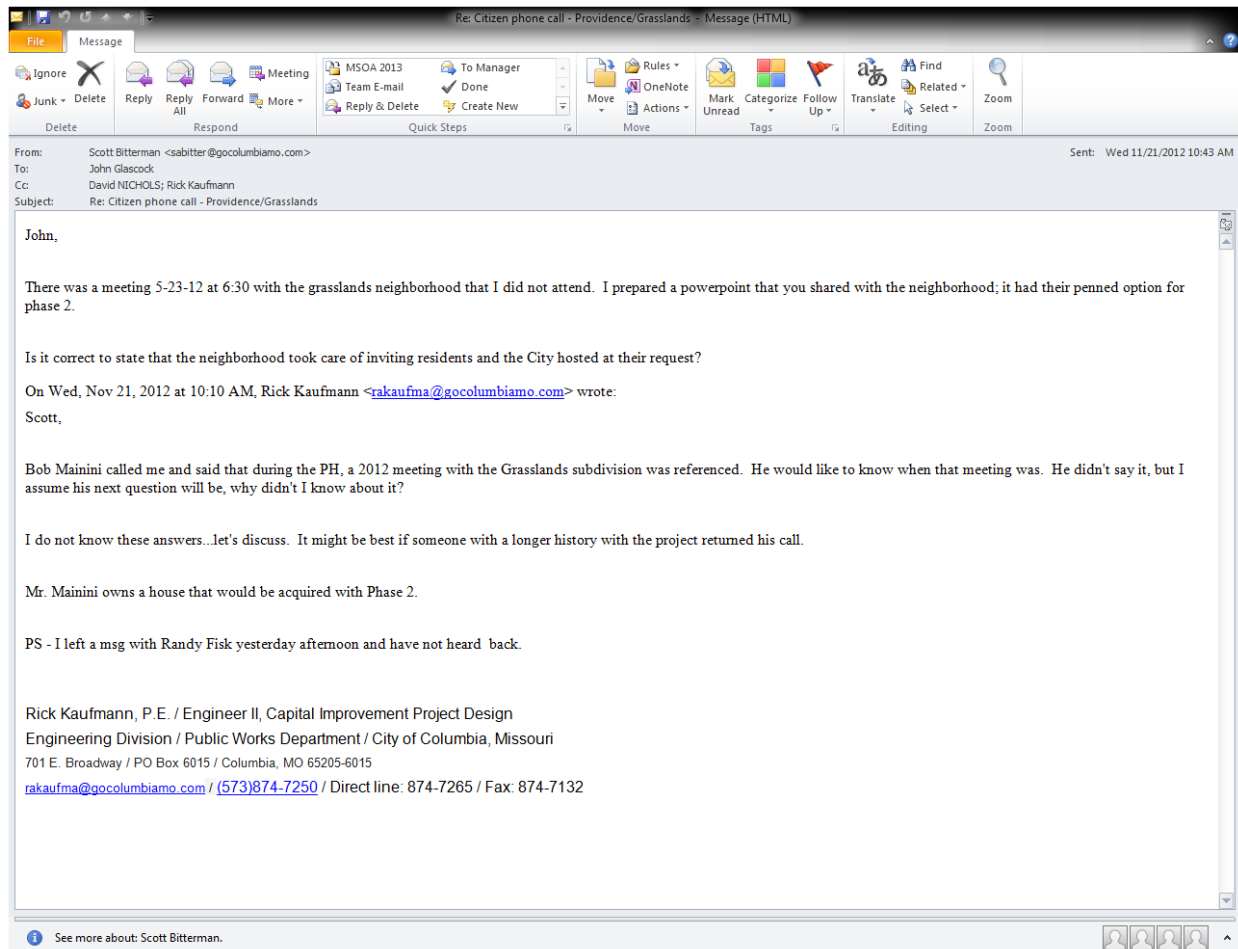 Re: Citizen phone call - Providence/Grasslands - Message (HTML)
File Message
Ignore
Junk
Delete
Reply
Reply All
Forward
Meeting
More
MSOA 2013
Team E-mail
Reply & Delete
To Manager
Done
Create New
Move
Rules
OneNote
Actions
Mark Unread
Categorize
Follow Up
Translate
Find
Related
Select
Zoom
Delete Respond Quick Steps Move Tags Editing Zoom
From: Scott Bitterman <sabitter@gocolumbiamo.com> Sent: Wed 11/21/2012 10:43 AM
To: John Glascock
Cc: David NICHOLS; Rick Kaufmann
Subject: Re: Citizen phone call - Providence/Grasslands
John,
There was a meeting 5-23-12 at 6:30 with the grasslands neighborhood that I did not attend. I prepared a powerpoint that you shared with the neighborhood; it had their penned option for
phase 2.
Is it correct to state that the neighborhood took care of inviting residents and the City hosted at their request?
On Wed, Nov 21, 2012 at 10:10 AM, Rick Kaufmann <rakaufma@gocolumbiamo.com> wrote:
Scott,
Bob Mainini called me and said that during the PH, a 2012 meeting with the Grasslands subdivision was referenced. He would like to know when that meeting was. He didn't say it, but I
assume his next question will be, why didn't I know about it?
I do not know these answers...let's discuss. It might be best if someone with a longer history with the project returned his call.
Mr. Mainini owns a house that would be acquired with Phase 2.
PS - I left a msg with Randy Fisk yesterday afternoon and have not heard back.
Rick Kaufmann, P.E. / Engineer II, Capital Improvement Project Design
Engineering Division / Public Works Department / City of Columbia, Missouri
701 E. Broadway / PO Box 6015 / Columbia, MO 65205-6015
rakaufma@gocolumbiamo.com / (573)874-7250 / Direct line: 874-7265 / Fax: 874-7132
See more about: Scott Bitterman.